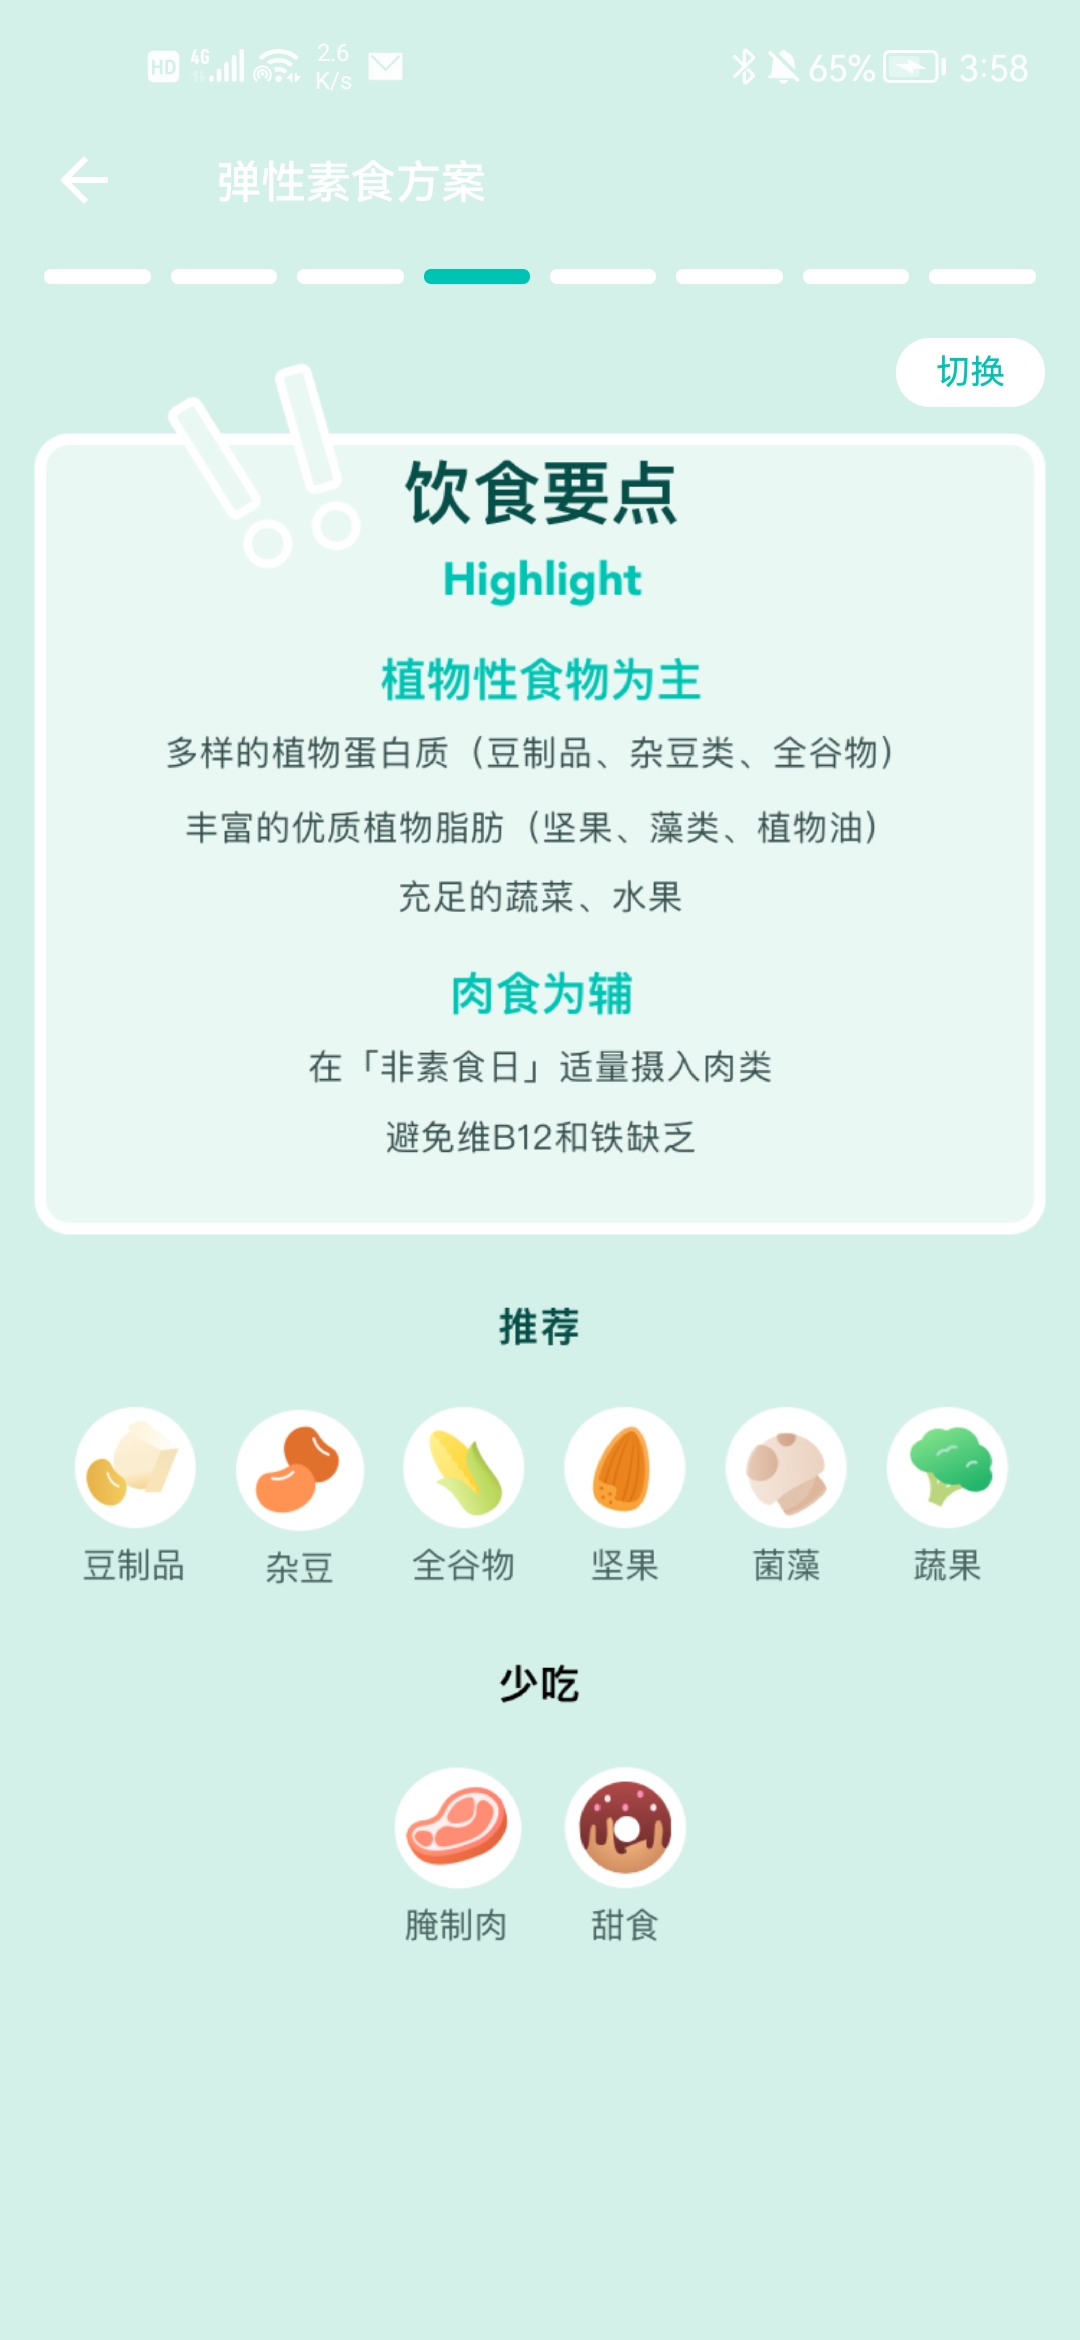 HD 4G 2.6 K/s 65% 3:58
弹性素食方案
切换
饮食要点
Highlight
植物性食物为主
多样的植物蛋白质（豆制品、杂豆类、全谷物）
丰富的优质植物脂肪（坚果、藻类、植物油）
充足的蔬菜、水果
肉食为辅
在「非素食日」适量摄入肉类
避免维B12和铁缺乏
推荐
豆制品 杂豆 全谷物 坚果 菌藻 蔬果
少吃
腌制肉 甜食